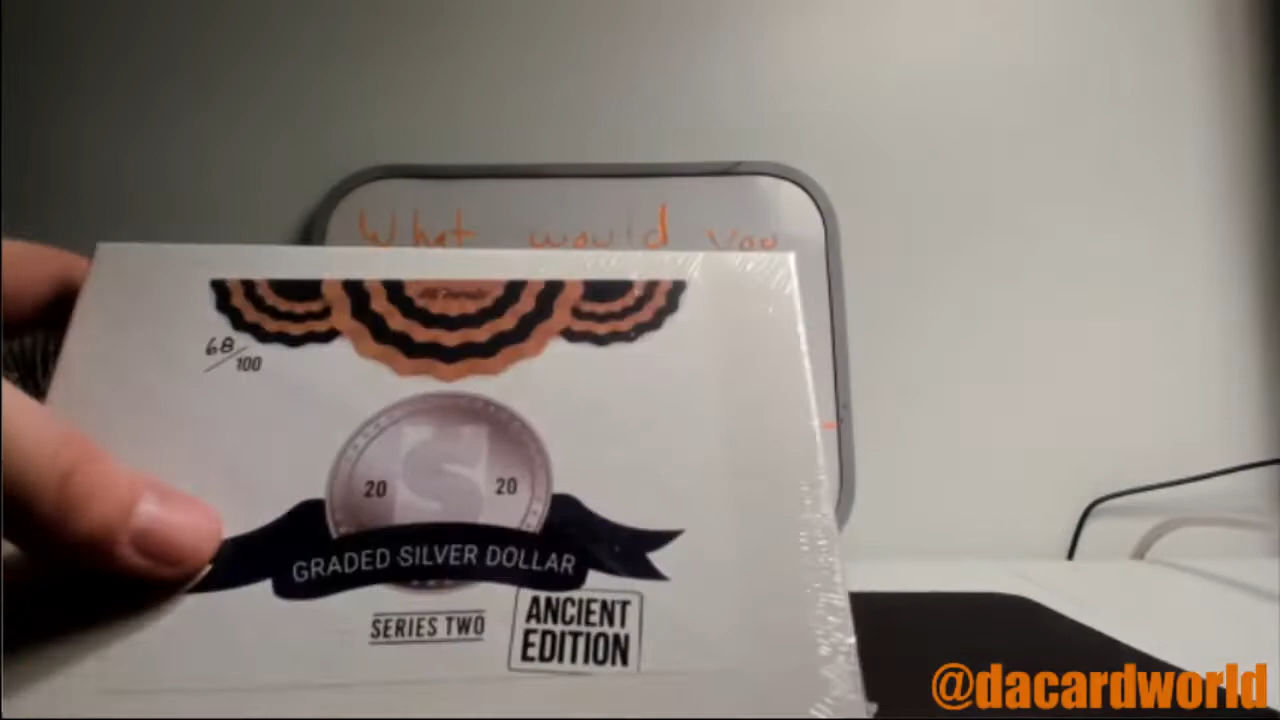 What would you
68/100
20 20
GRADED SILVER DOLLAR
SERIES TWO
ANCIENT
EDITION
@dacardworld